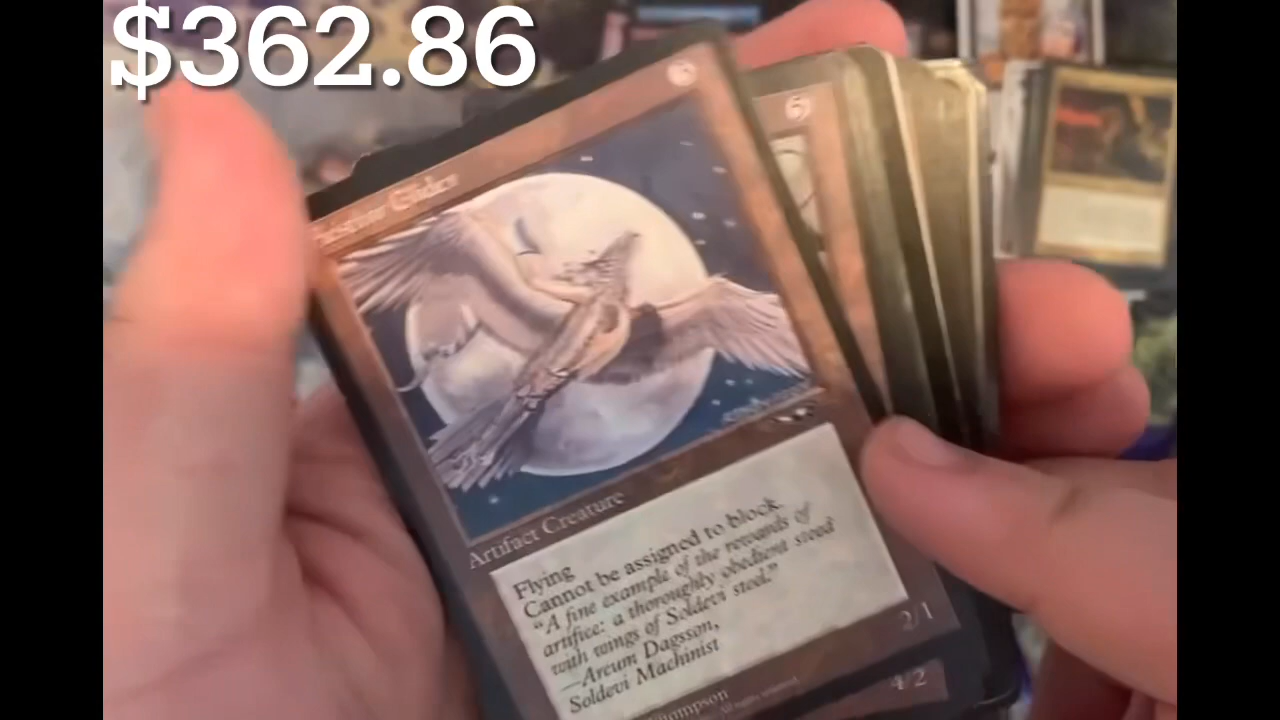 $362.86
Glider
5
Artifact Creature
Flying
Cannot be assigned to block.
"A fine example of the rewards of
artifice: a thoroughly obedient steed
with wings of Soldevi steel."
—Arcum Dagsson,
Soldevi Machinist
2/1
4/2